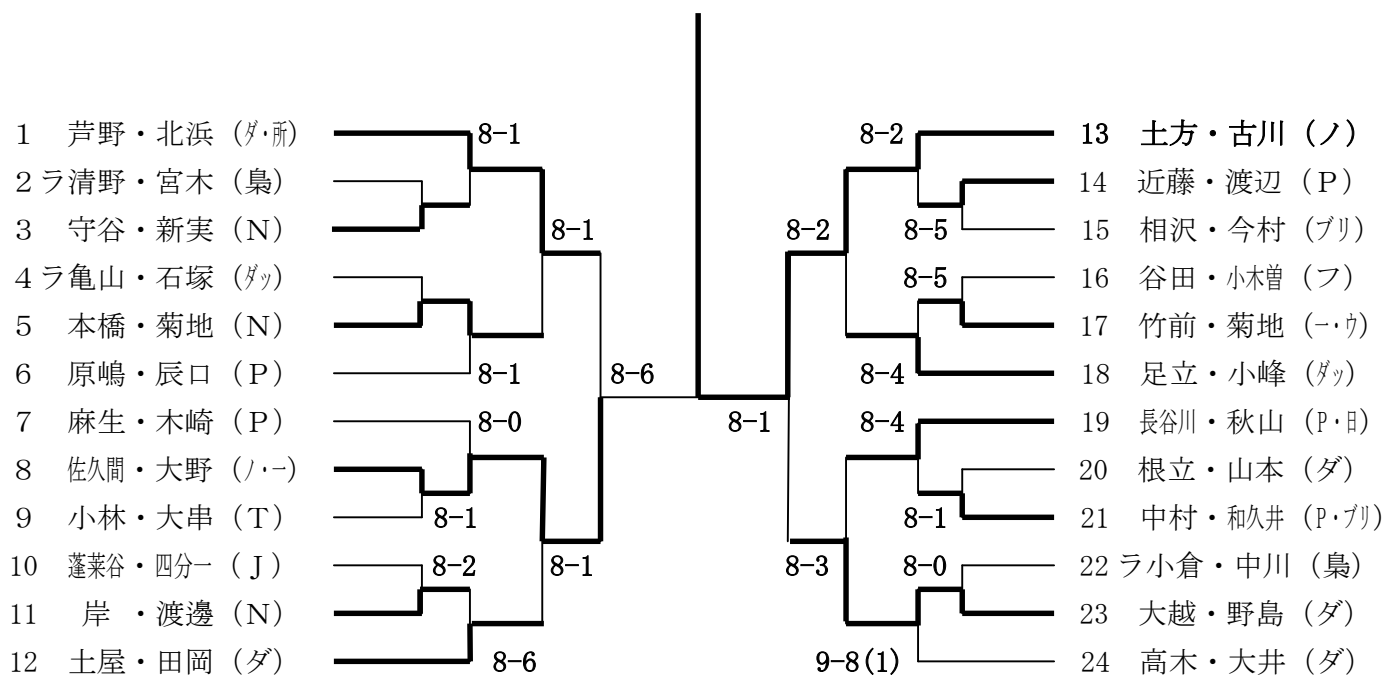 1 芦野・北浜 (ダ・所)
2 ラ清野・宮木 (梟)
3 守谷・新実 (N)
4 ラ亀山・石塚 (ダッ)
5 本橋・菊地 (N)
6 原嶋・辰口 (P)
7 麻生・木崎 (P)
8 佐久間・大野 (ノ・一)
9 小林・大串 (T)
10 蓬莱谷・四分一 (J)
11 岸 ・渡邊 (N)
12 土屋・田岡 (ダ)
8-1
8-1
8-1
8-6
8-0
8-1
8-2
8-1
8-6
8-1
8-2
8-2
8-5
8-5
8-4
8-4
8-1
8-3
8-0
9-8(1)
13 土方・古川 (ノ)
14 近藤・渡辺 (P)
15 相沢・今村 (ブリ)
16 谷田・小木曽 (フ)
17 竹前・菊地 (一・ウ)
18 足立・小峰 (ダッ)
19 長谷川・秋山 (P・日)
20 根立・山本 (ダ)
21 中村・和久井 (P・ブリ)
22 ラ小倉・中川 (梟)
23 大越・野島 (ダ)
24 高木・大井 (ダ)